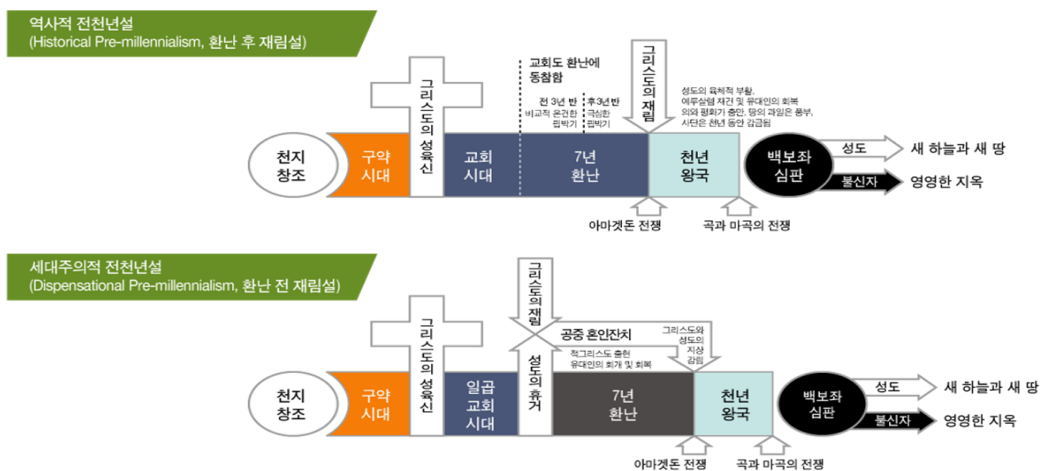 역사적 전천년설
(Historical Pre-millennialism, 환난 후 재림설)
그리스도의 성육신
교회도 환난에
동참함
전 3년 반
비교적 온건한
핍박기
후3년반
극심한
핍박기
그리스도의 재림
성도의 육체적 부활,
예루살렘 재건 및 유대인의 회복
의와 평화가 충만, 땅의 과일은 풍부,
사단은 천년 동안 감금됨
천지
창조
구약
시대
교회
시대
7년
환난
천년
왕국
백보좌
심판
성도
새 하늘과 새 땅
불신자
영영한 지옥
아마겟돈 전쟁
곡과 마곡의 전쟁
세대주의적 전천년설
(Dispensational Pre-millennialism, 환난 전 재림설)
그리스도의 성육신
그리스도의재림
성도의 휴거
공중 혼인잔치
적그리스도 출현
유대인의 회개 및 회복
그리스도와
성도의
지상
강림
천지
창조
구약
시대
일곱
교회
시대
7년
환난
천년
왕국
백보좌
심판
성도
새 하늘과 새 땅
불신자
영영한 지옥
아마겟돈 전쟁
곡과 마곡의 전쟁